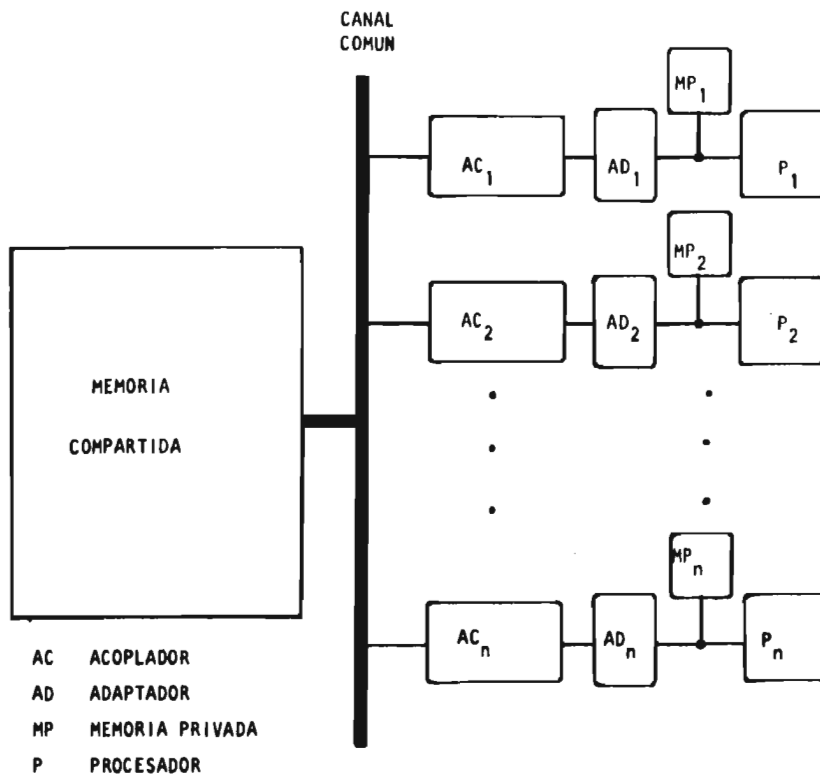 CANAL
COMUN
MP1
AC1
AD1
P1
MP2
AC2
AD2
P2
MEMORIA
COMPARTIDA
MPn
ACn
ADn
Pn
AC ACOPLADOR
AD ADAPTADOR
MP MEMORIA PRIVADA
P PROCESADOR